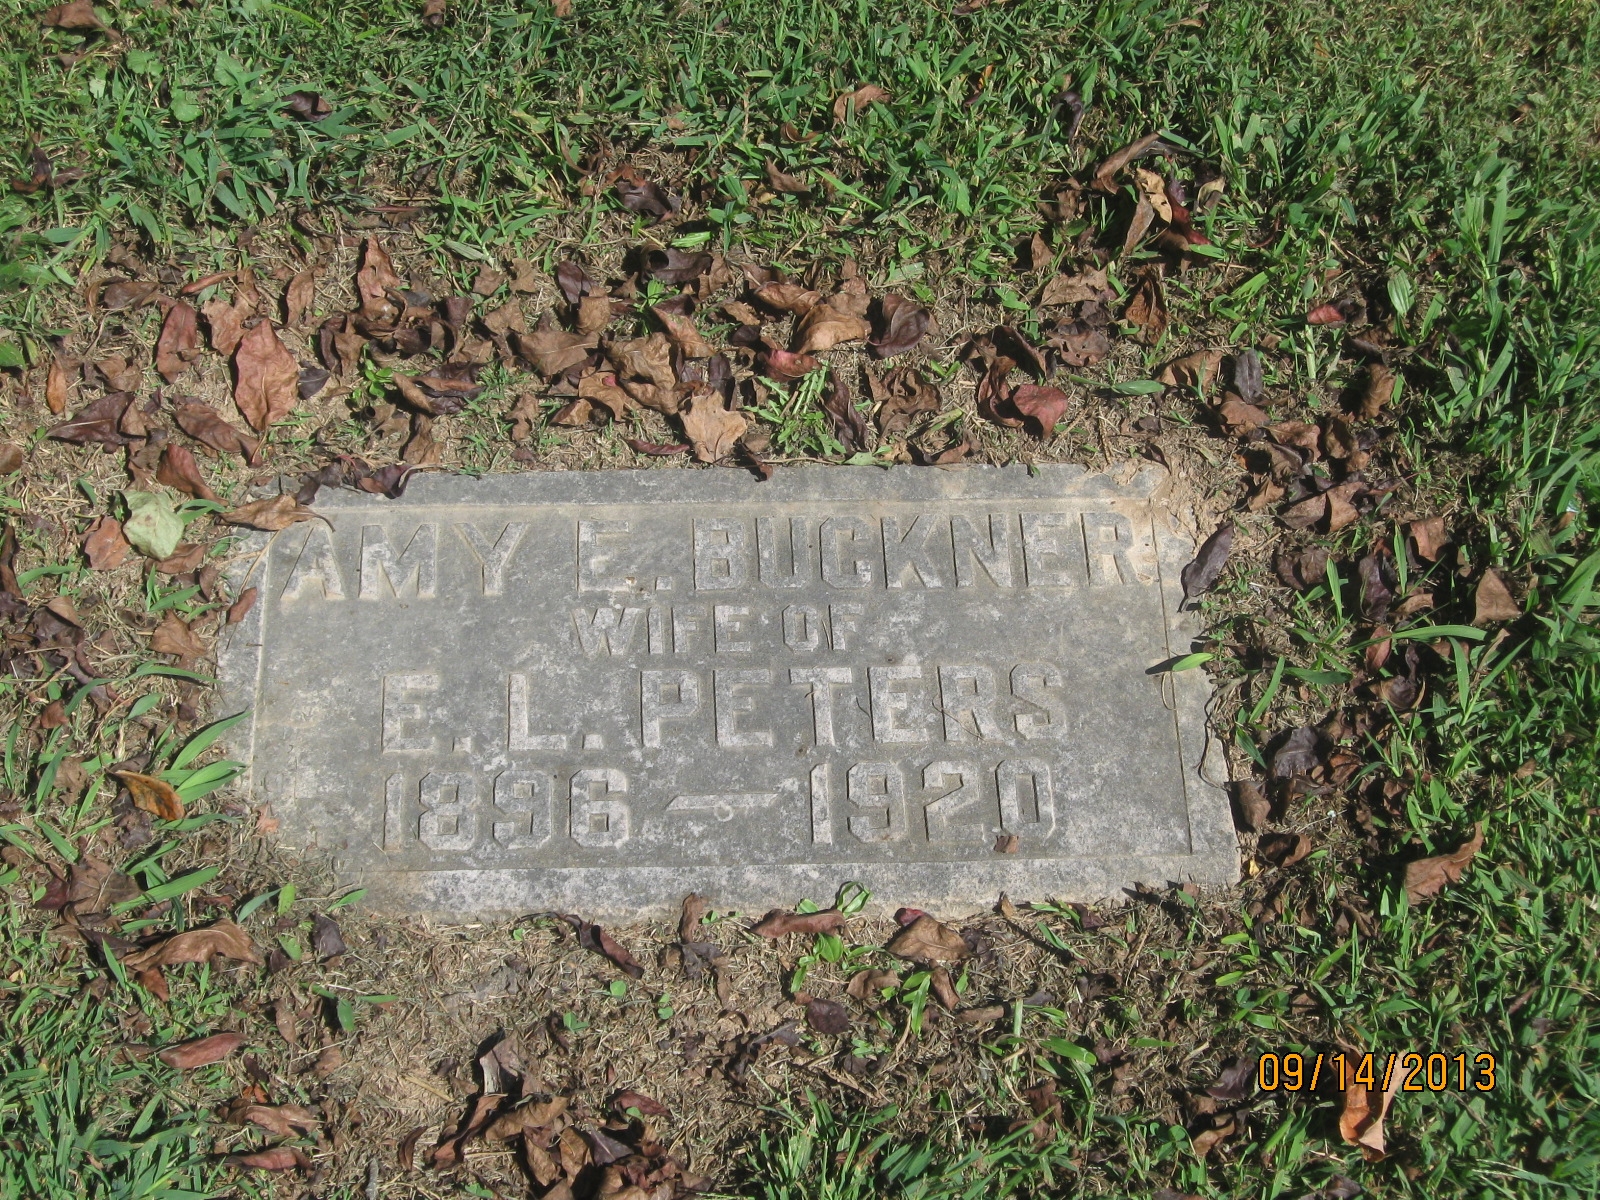 AMY E. BUCKNER
WIFE OF
E. L. PETERS
1896 — 1920
09/14/2013